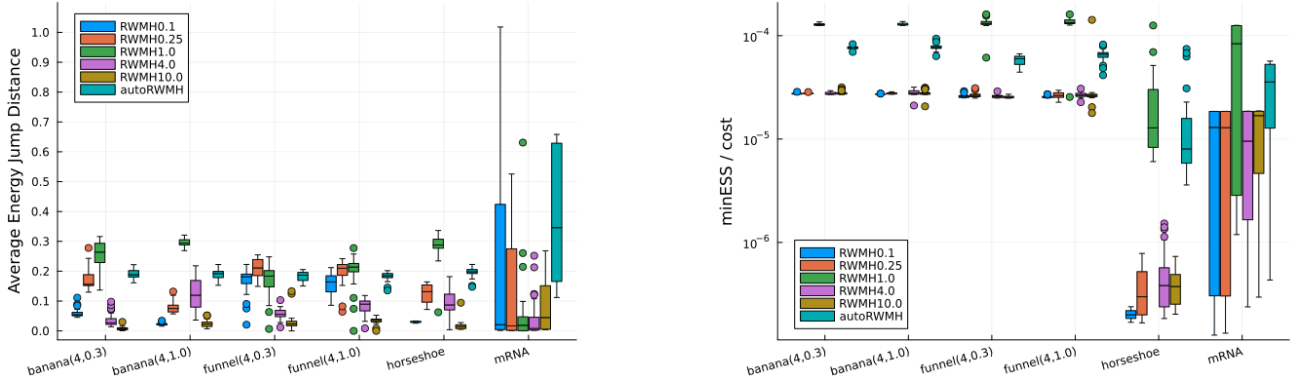 Average Energy Jump Distance
1.0
0.9
0.8
0.7
0.6
0.5
0.4
0.3
0.2
0.1
0.0
RWMH0.1
RWMH0.25
RWMH1.0
RWMH4.0
RWMH10.0
autoRWMH
banana(4,0.3)
banana(4,1.0)
funnel(4,0.3)
funnel(4,1.0)
horseshoe
mRNA
minESS / cost
10⁻⁴
10⁻⁵
10⁻⁶
RWMH0.1
RWMH0.25
RWMH1.0
RWMH4.0
RWMH10.0
autoRWMH
banana(4,0.3)
banana(4,1.0)
funnel(4,0.3)
funnel(4,1.0)
horseshoe
mRNA